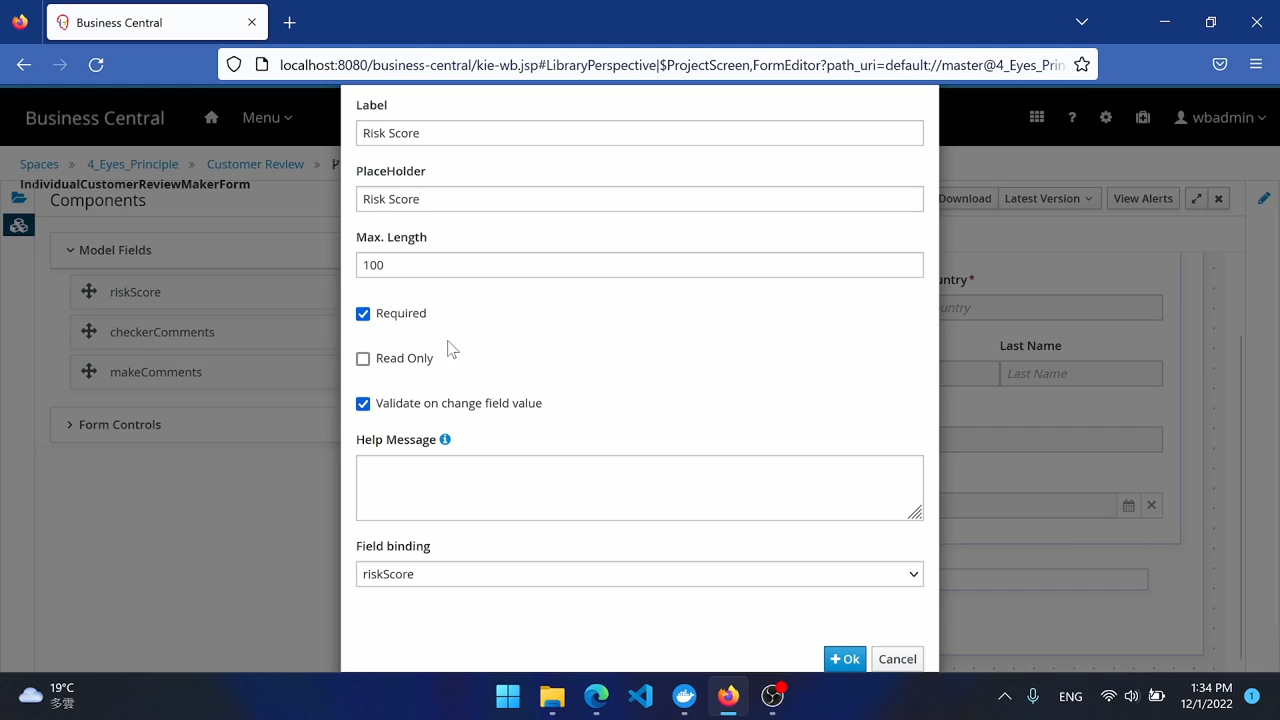 Business Central
localhost:8080/business-central/kie-wb.jsp#LibraryPerspective|$ProjectScreen,FormEditor?path_uri=default://master@4_Eyes_Prin
Business Central
Menu
wbadmin
Spaces » 4_Eyes_Principle » Customer Review »
IndividualCustomerReviewMakerForm
Components
Download
Latest Version
View Alerts
Model Fields
riskScore
checkerComments
makeComments
Form Controls
Label
Risk Score
PlaceHolder
Risk Score
Max. Length
100
Required
Read Only
Validate on change field value
Help Message
Field binding
riskScore
Ok
Cancel
ountry*
ountry
Last Name
Last Name
19°C
多雲
ENG
1:34 PM
12/1/2022
1